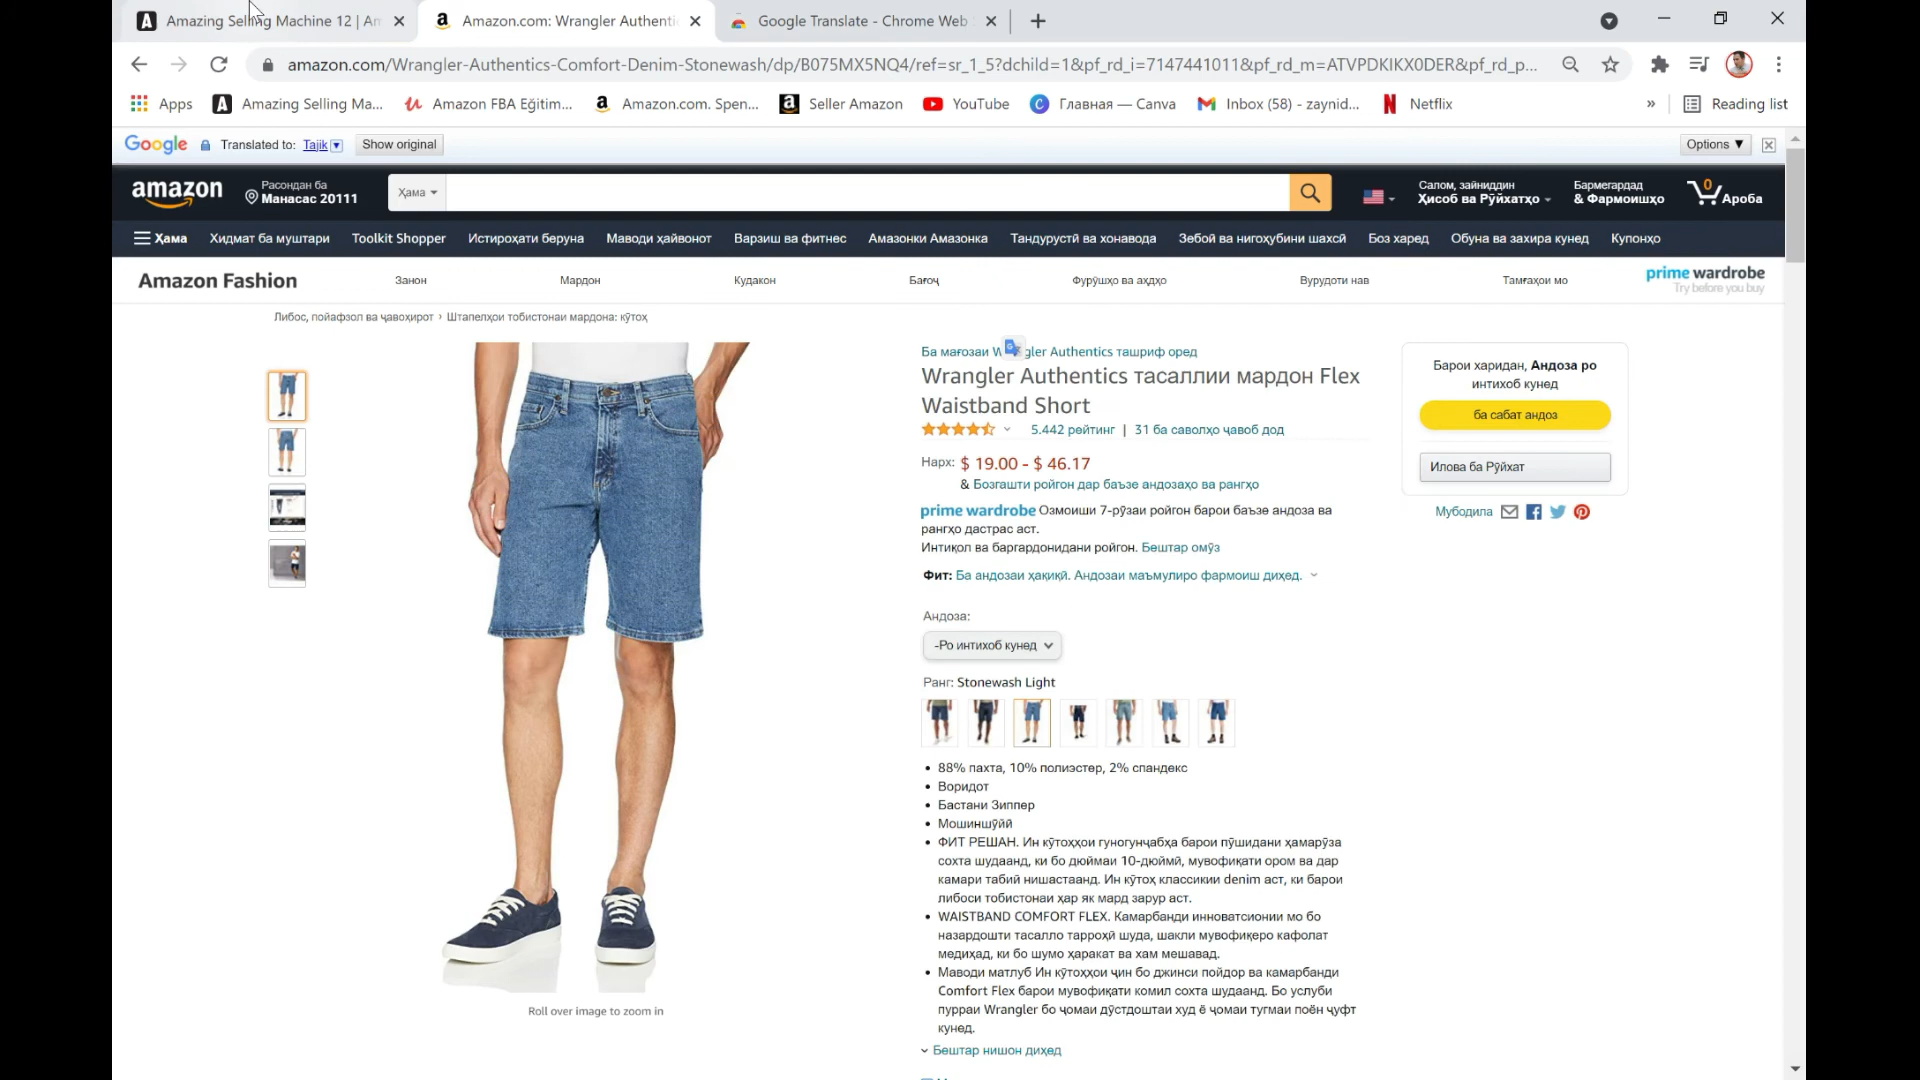 Amazing Selling Machine 12 | Am
Amazon.com: Wrangler Authentic
Google Translate - Chrome Web
amazon.com/Wrangler-Authentics-Comfort-Denim-Stonewash/dp/B075MX5NQ4/ref=sr_1_5?dchild=1&pf_rd_i=7147441011&pf_rd_m=ATVPDKIKX0DER&pf_rd_p...
Apps
Amazing Selling Ma...
Amazon FBA Eğitim...
Amazon.com. Spen...
Seller Amazon
YouTube
Главная — Canva
Inbox (58) - zaynid...
Netflix
»
Reading list
Google Translated to: Tajik Show original Options ▼
amazon
Расондан ба
Манасас 20111
Ҳама
Салом, зайниддин
Ҳисоб ва Рӯйхатҳо
Бармегардад
& Фармоишҳо
0
Ароба
Ҳама
Хидмат ба муштари
Toolkit Shopper
Истироҳати беруна
Маводи ҳайвонот
Варзиш ва фитнес
Амазонки Амазонка
Тандурустӣ ва хонавода
Зебоӣ ва нигоҳубини шахсӣ
Боз харед
Обуна ва захира кунед
Купонҳо
Amazon Fashion
Занон
Мардон
Кудакон
Бағоҷ
Фурӯшҳо ва аҳдҳо
Вурудоти нав
Тамғаҳои мо
prime wardrobe
Try before you buy
Либос, пойафзол ва ҷавоҳирот › Штапелҳои тобистонаи мардона: кӯтоҳ
Roll over image to zoom in
Ба мағозаи W gler Authentics ташриф оред
Wrangler Authentics тасаллии мардон Flex
Waistband Short
5.442 рейтинг | 31 ба саволҳо ҷавоб дод
Нарх: $ 19.00 - $ 46.17
& Возгашти ройгон дар баъзе андозаҳо ва рангҳо
prime wardrobe Озмоиши 7-рӯзаи ройгон барои баъзе андоза ва
рангҳо дастрас аст.
Интиқол ва баргардонидани ройгон. Бештар омӯз
Фит: Ба андозаи ҳақиқӣ. Андозаи маъмулиро фармоиш диҳед.
Андоза:
-Ро интихоб кунед
Ранг: Stonewash Light
• 88% пахта, 10% полиэстер, 2% спандекс
• Воридот
• Бастани Зиппер
• Мошиншӯйӣ
• ФИТ РЕШАН. Ин кӯтоҳҳои гуногунҷабҳа барои пӯшидани ҳамарӯза
сохта шудаанд, ки бо дюймаи 10-дюймӣ, мувофиқати ором ва дар
камари табиӣ нишастаанд. Ин кӯтоҳ классикии denim аст, ки барои
либоси тобистонаи ҳар як мард зарур аст.
• WAISTBAND COMFORT FLEX. Камарбанди инноватсионии мо бо
назардошти тасалло тарроҳӣ шуда, шакли мувофиқеро кафолат
медиҳад, ки бо шумо ҳаракат ва хам мешавад.
• Маводи матлуб Ин кӯтоҳҳои ҷин бо джинси пойдор ва камарбанди
Comfort Flex барои мувофиқати комил сохта шудаанд. Бо услуби
пурраи Wrangler бо ҷомаи дӯстдоштаи худ ё ҷомаи тугмаи поён ҷуфт
кунед.
Бештар нишон диҳед
Барои харидан, Андоза ро
интихоб кунед
ба сабат андоз
Илова ба Рӯйхат
Мубодила